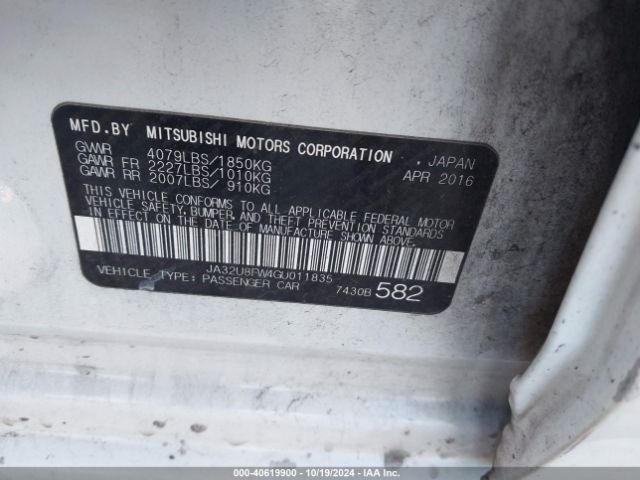 MFD.BY MITSUBISHI MOTORS CORPORATION , JAPAN
GVWR 4079LBS/1850KG APR 2016
GAWR FR 2227LBS/1010KG
GAWR RR 2007LBS/ 910KG
THIS VEHICLE CONFORMS TO ALL APPLICABLE FEDERAL MOTOR
VEHICLE SAFETY, BUMPER, AND THEFT PREVENTION STANDARDS
IN EFFECT ON THE DATE OF MANUFACTURE SHOWN ABOVE.
JA32U8FW4GU011835
VEHICLE TYPE: PASSENGER CAR 7430B 582
000-40619900 - 10/19/2024 - IAAI.CA